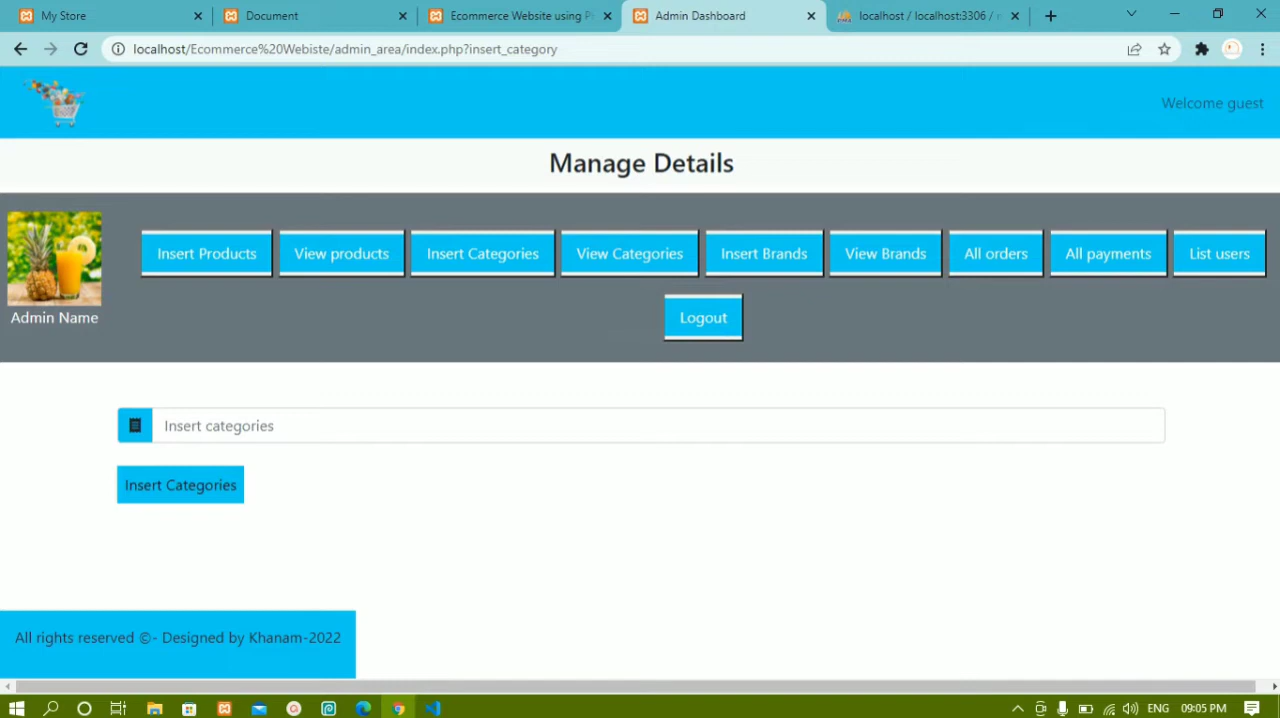 My Store
Document
Ecommerce Website using P
Admin Dashboard
localhost / localhost:3306 /
localhost/Ecommerce%20Webiste/admin_area/index.php?insert_category
Welcome guest
Manage Details
Insert Products
View products
Insert Categories
View Categories
Insert Brands
View Brands
All orders
All payments
List users
Admin Name
Logout
Insert categories
Insert Categories
All rights reserved ©- Designed by Khanam-2022
ENG
09:05 PM